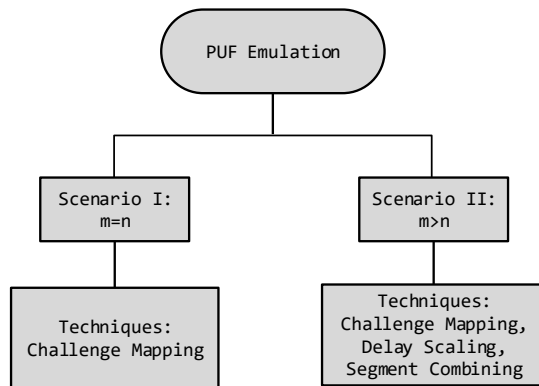 PUF Emulation
Scenario I:
m=n
Scenario II:
m>n
Techniques:
Challenge Mapping
Techniques:
Challenge Mapping,
Delay Scaling,
Segment Combining